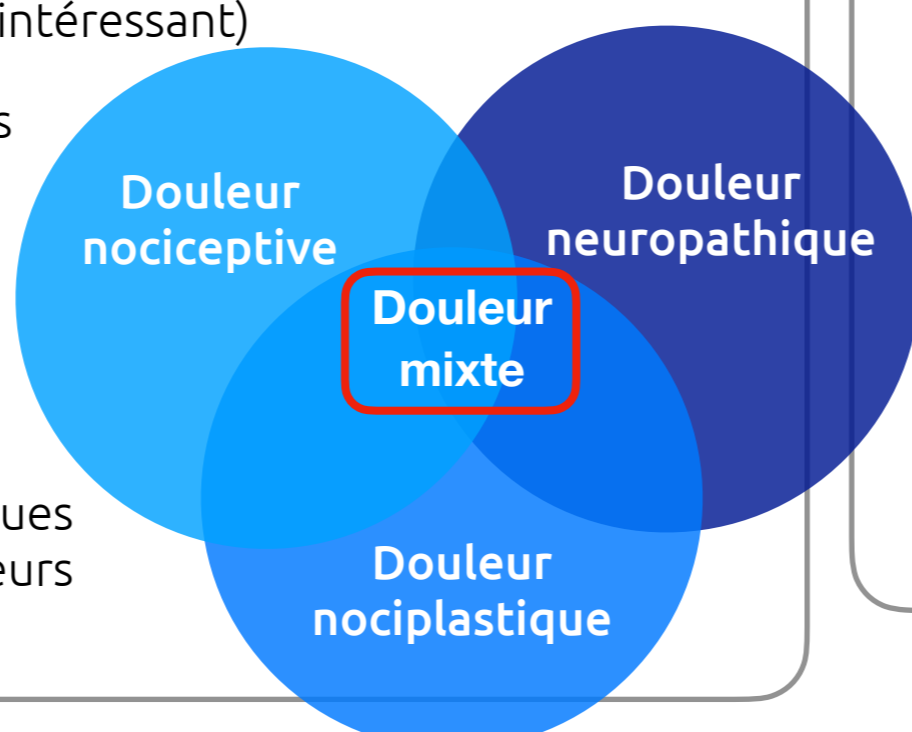 intéressant)
s
Douleur
nociceptive
Douleur
neuropathique
Douleur
mixte
ues
eurs
Douleur
nociplastique